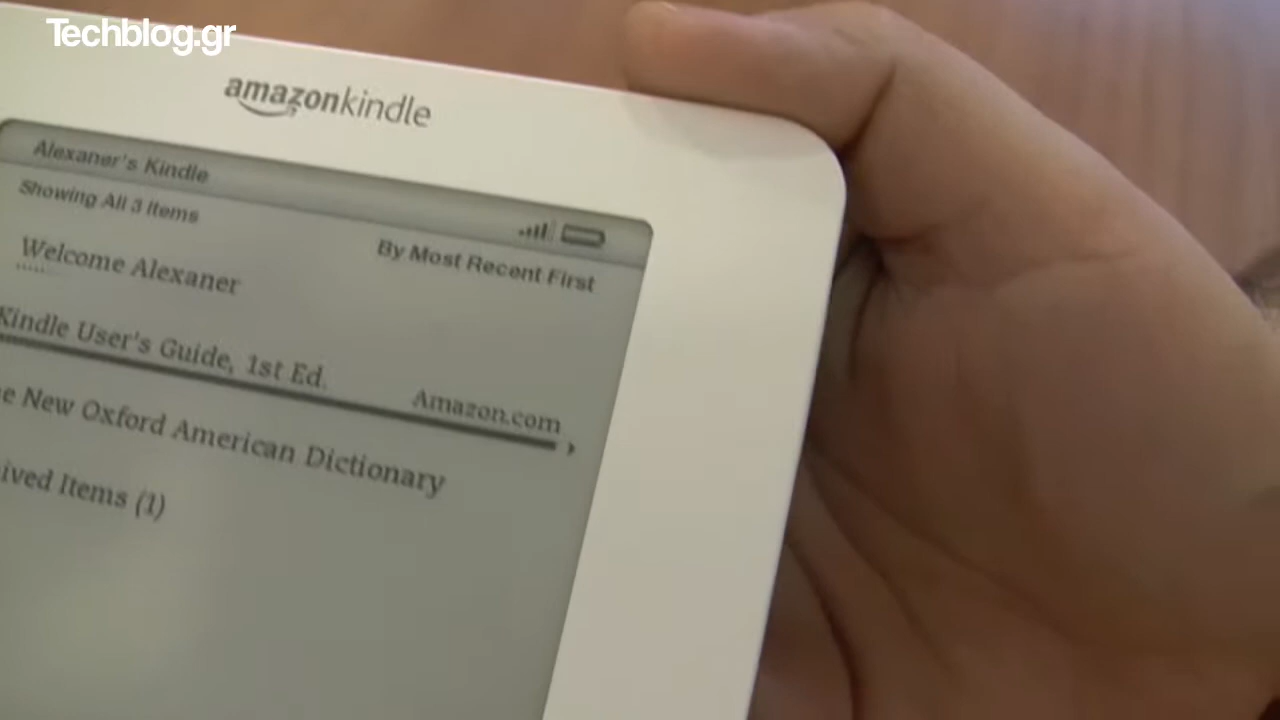 Techblog.gr
amazonkindle
Alexaner's Kindle
Showing All 3 Items
By Most Recent First
Welcome Alexaner
Kindle User's Guide, 1st Ed.
Amazon.com
New Oxford American Dictionary
Items (1)